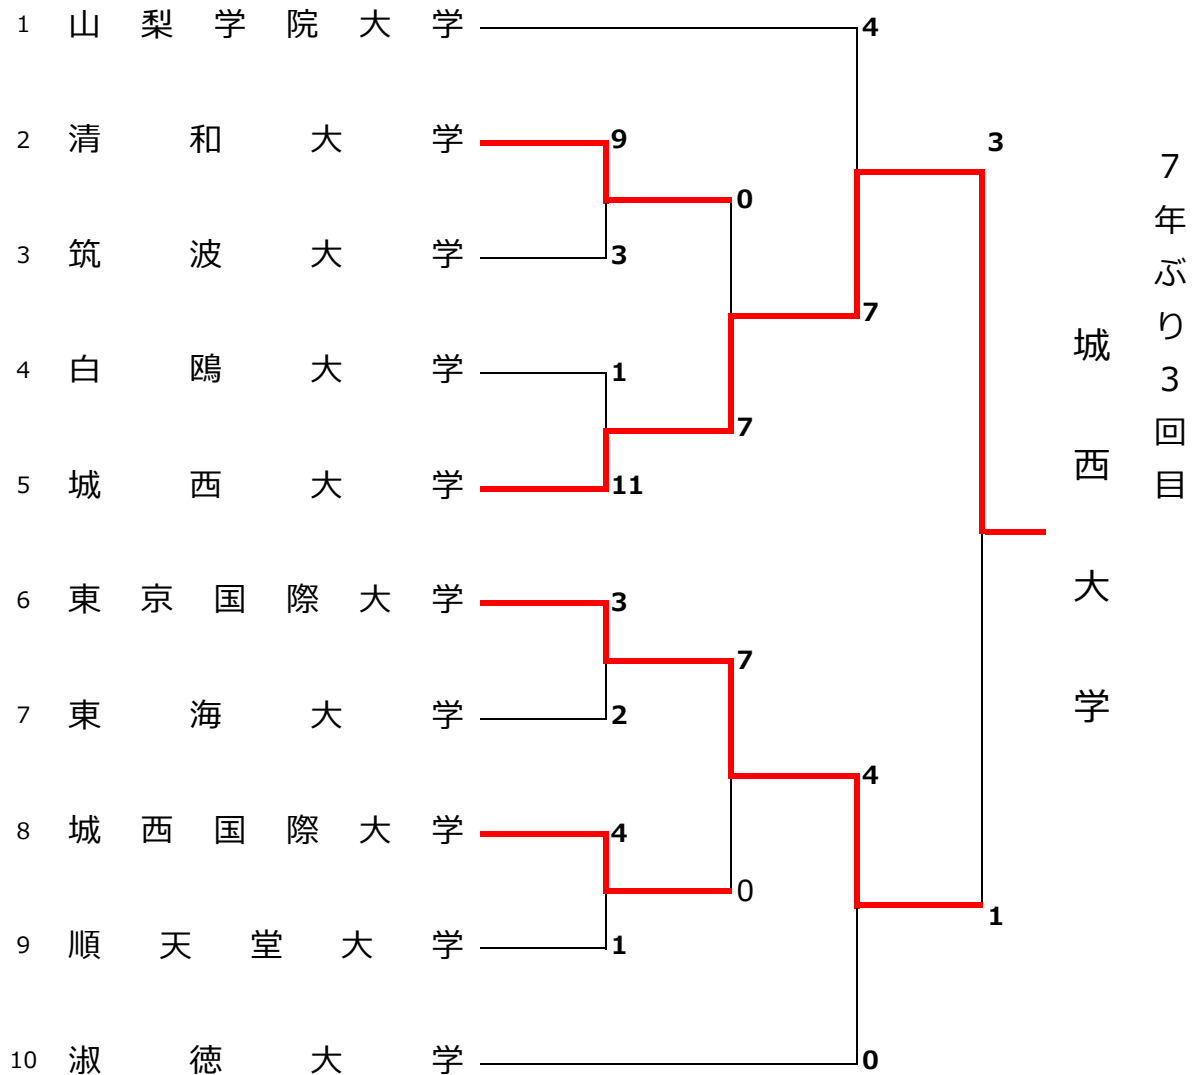 1 山梨学院大学 4
2 清和大学 9
3
0
3 筑波大学 3
7
4 白鴎大学 1
7
5 城西大学 11
6 東京国際大学 3
7
7 東海大学 2
4
8 城西国際大学 4
0
1
9 順天堂大学 1
10 淑徳大学 0
城西大学
7年ぶり3回目